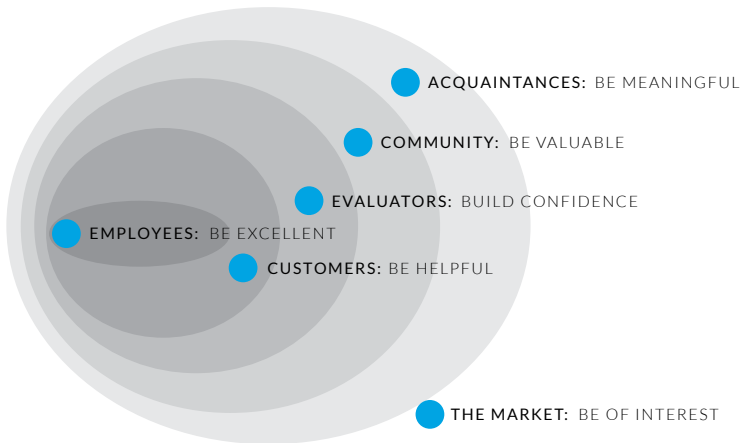 ACQUAINTANCES: BE MEANINGFUL
COMMUNITY: BE VALUABLE
EVALUATORS: BUILD CONFIDENCE
EMPLOYEES: BE EXCELLENT
CUSTOMERS: BE HELPFUL
THE MARKET: BE OF INTEREST